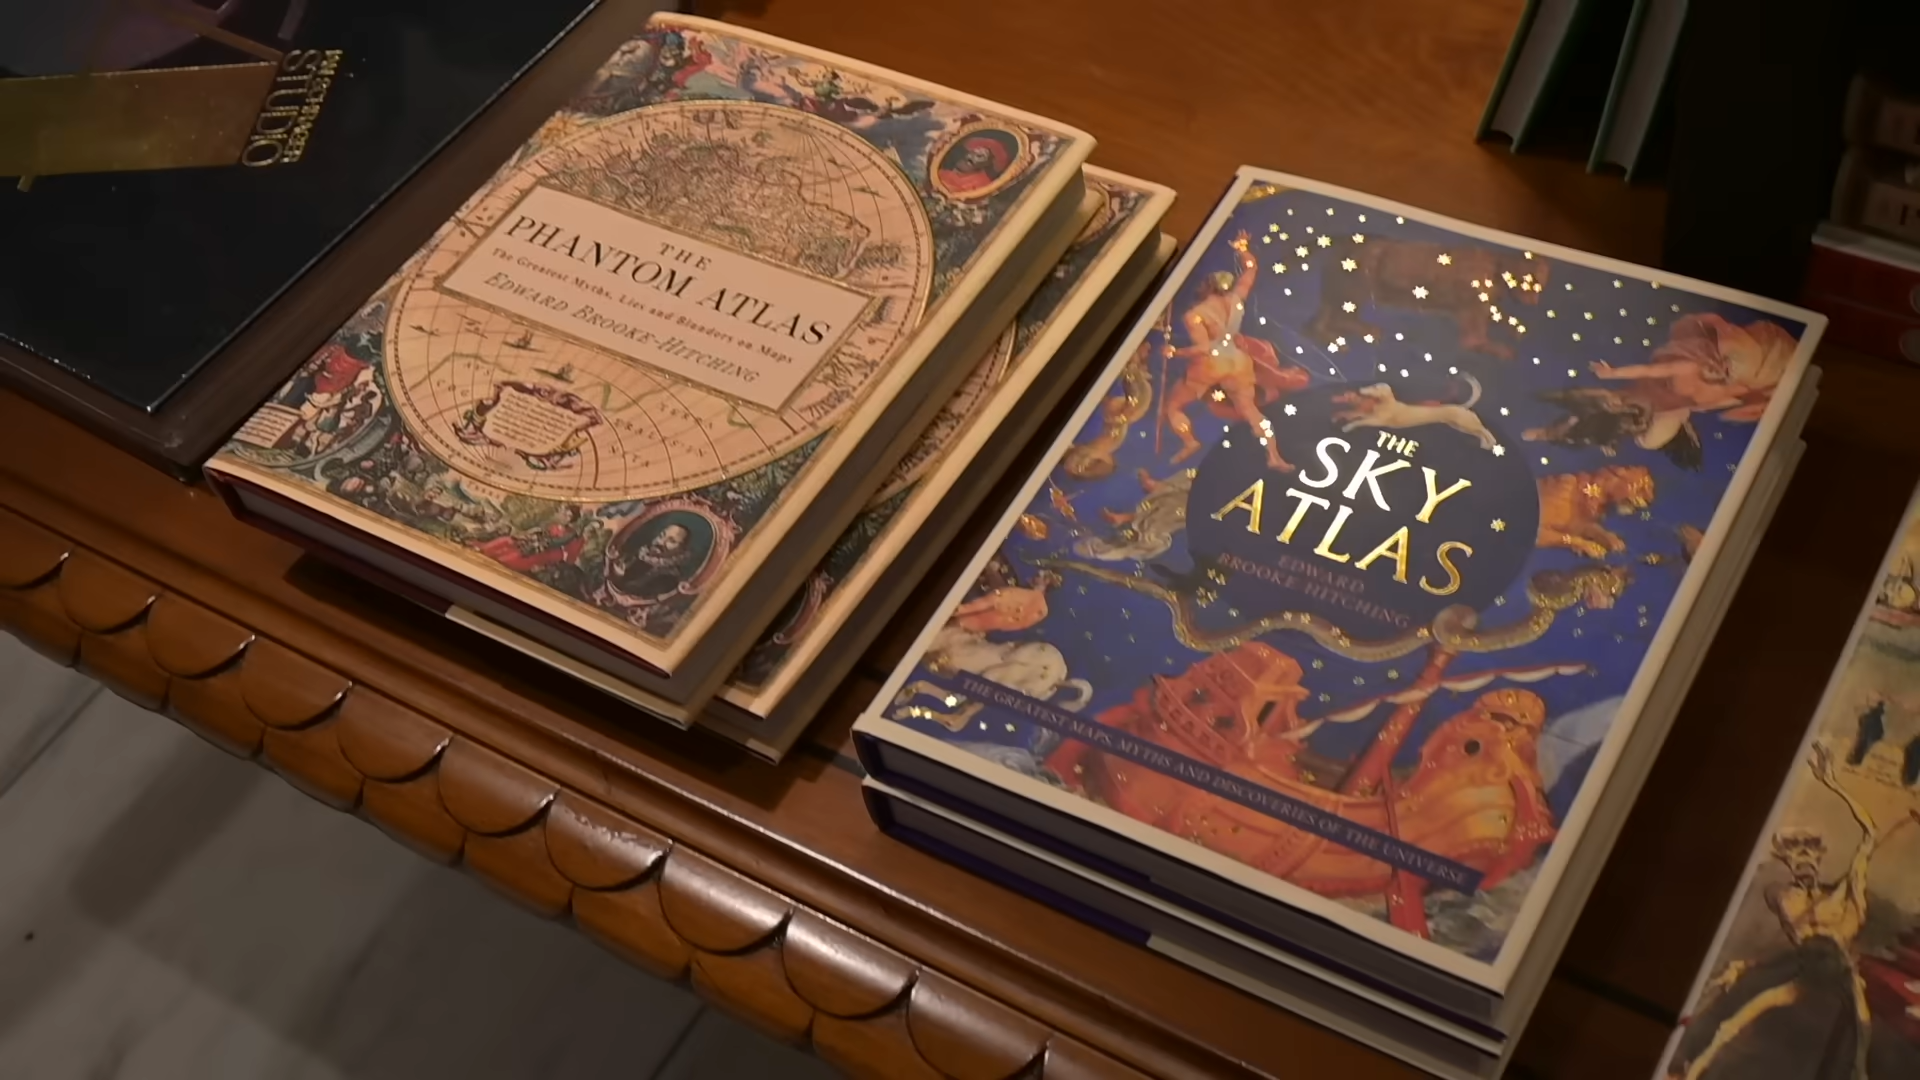 STUDIO
THE
PHANTOM ATLAS
The Greatest Myths, Lies and Blunders on Maps
EDWARD BROOKE-HITCHING
THE
SKY
ATLAS
EDWARD
BROOKE-HITCHING
THE GREATEST MAPS, MYTHS AND DISCOVERIES OF THE UNIVERSE